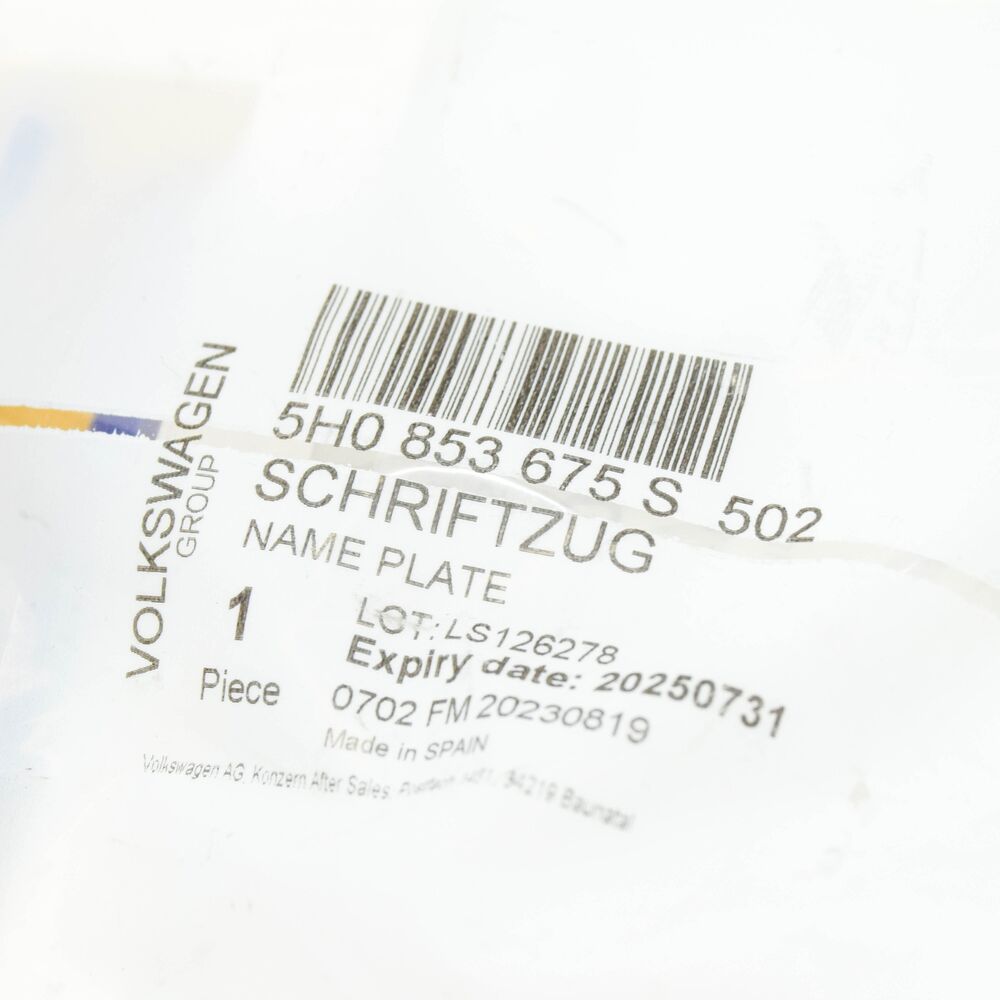 VOLKSWAGEN
GROUP
5H0 853 675 S 502
SCHRIFTZUG
NAME PLATE
1
Piece
LOT: LS126278
Expiry date: 20250731
0702 FM 20230819
Made in SPAIN
Volkswagen AG. Konzern After Sales. 34219 Baunatal